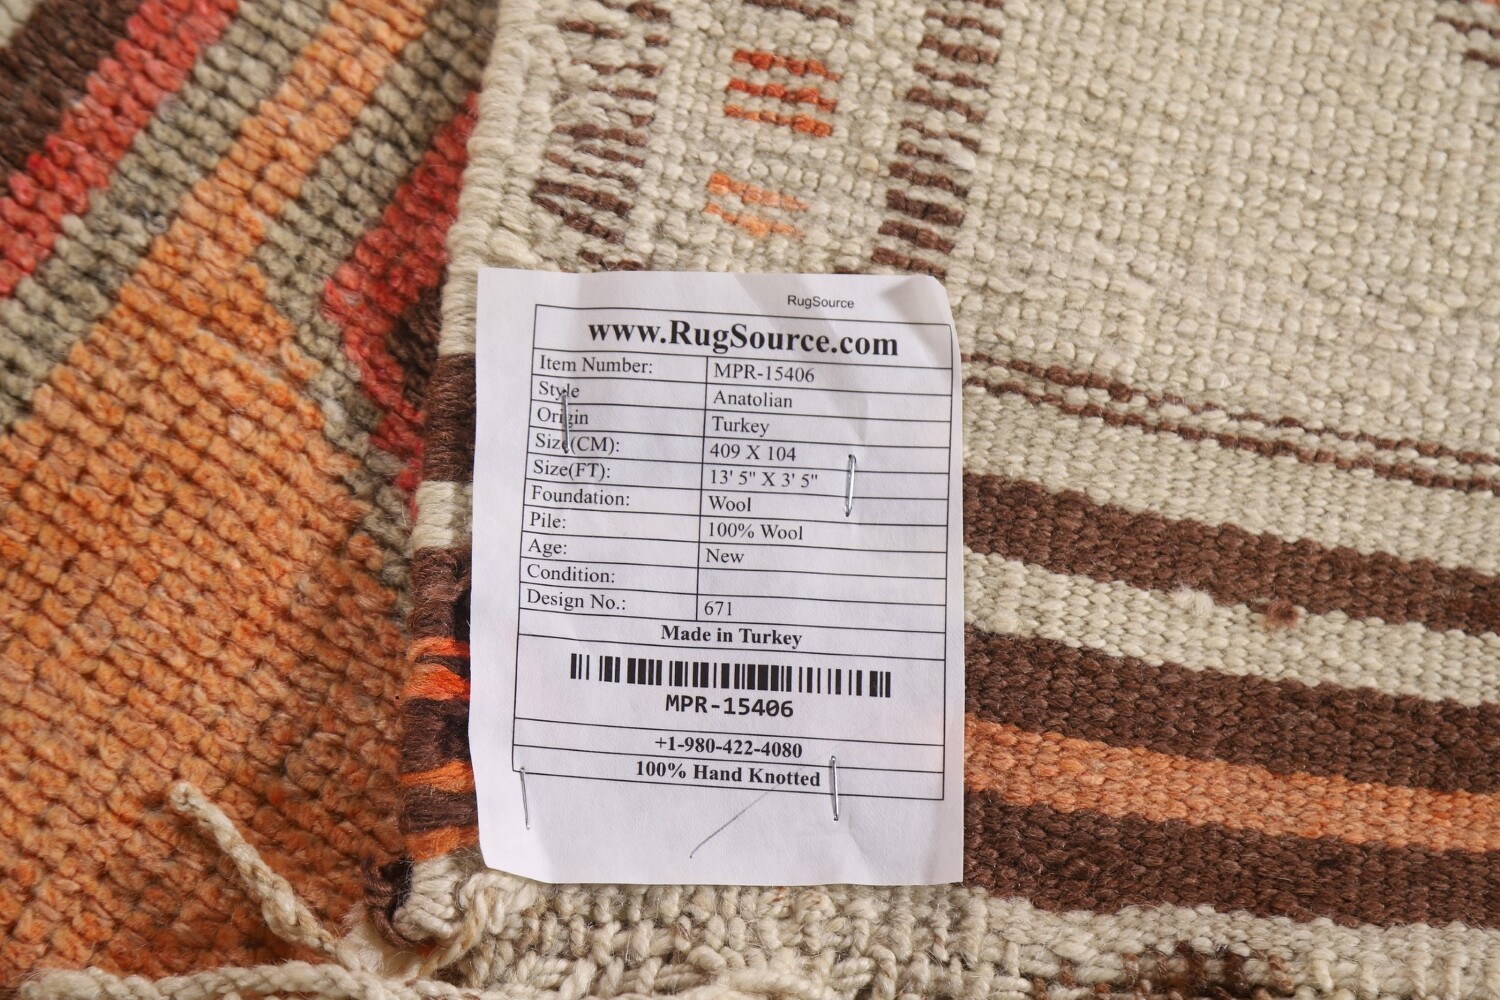 RugSource
www.RugSource.com
Item Number: MPR-15406
Style Anatolian
Origin Turkey
Size(CM): 409 X 104
Size(FT): 13' 5" X 3' 5"
Foundation: Wool
Pile: 100% Wool
Age: New
Condition:
Design No.: 671
Made in Turkey
MPR-15406
+1-980-422-4080
100% Hand Knotted